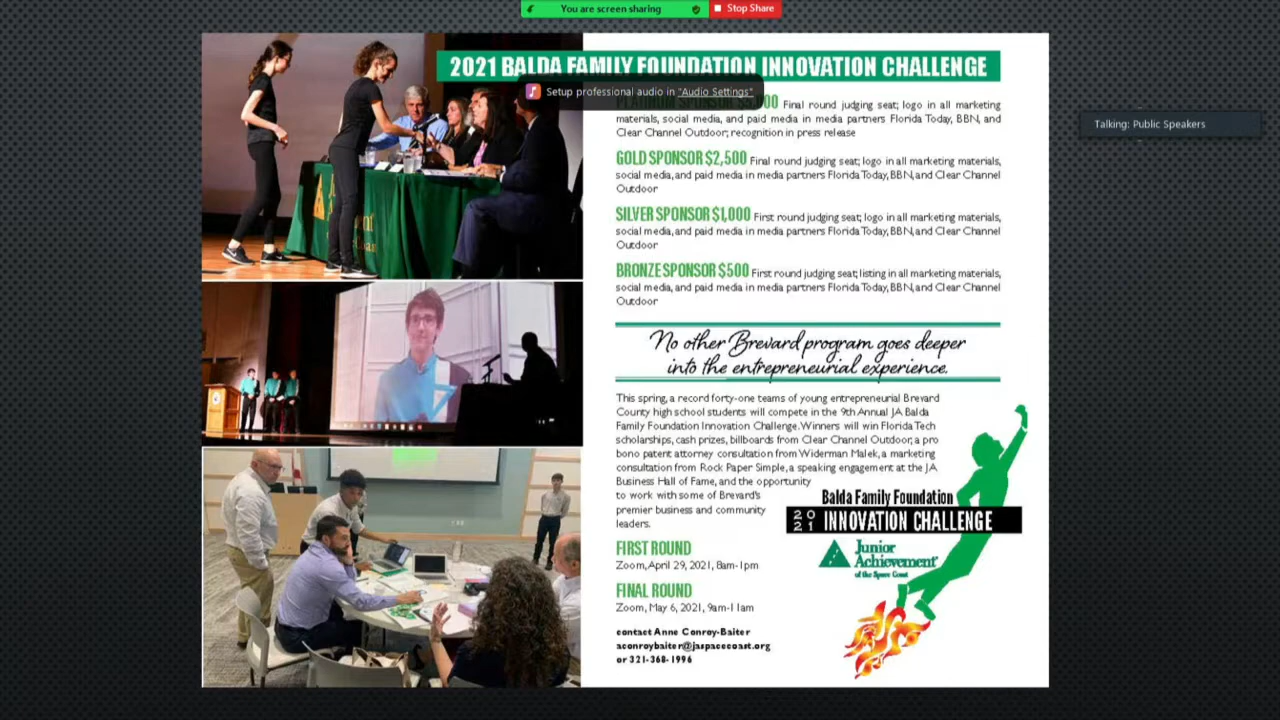 You are screen sharing
Stop Share
2021 BALDA FAMILY FOUNDATION INNOVATION CHALLENGE
Setup professional audio in "Audio Settings"
Talking: Public Speakers
Final round judging seat; logo in all marketing
materials, social media, and paid media in media partners Florida Today, BBN, and
Clear Channel Outdoor; recognition in press release
GOLD SPONSOR $2,500 Final round judging seat; logo in all marketing materials,
social media, and paid media in media partners Florida Today, BBN, and Clear Channel
Outdoor
SILVER SPONSOR $1,000 First round judging seat; logo in all marketing materials,
social media, and paid media in media partners Florida Today, BBN, and Clear Channel
Outdoor
BRONZE SPONSOR $500 First round judging seat; listing in all marketing materials,
social media, and paid media in media partners Florida Today, BBN, and Clear Channel
Outdoor
No other Brevard program goes deeper
into the entrepreneurial experience.
This spring, a record forty-one teams of young entrepreneurial Brevard
County high school students will compete in the 9th Annual JA Balda
Family Foundation Innovation Challenge. Winners will win Florida Tech
scholarships, cash prizes, billboards from Clear Channel Outdoor, a pro
bono patent attorney consultation from Widerman Malek, a marketing
consultation from Rock Paper Simple, a speaking engagement at the JA
Business Hall of Fame, and the opportunity
to work with some of Brevard's
premier business and community
leaders.
Balda Family Foundation
2021 INNOVATION CHALLENGE
Junior
Achievement
of the Space Coast
FIRST ROUND
Zoom, April 29, 2021, 8am-1pm
FINAL ROUND
Zoom, May 6, 2021, 9am-11am
contact Anne Conroy-Baiter
aconroybaiter@jaspacecoast.org
or 321-368-1996